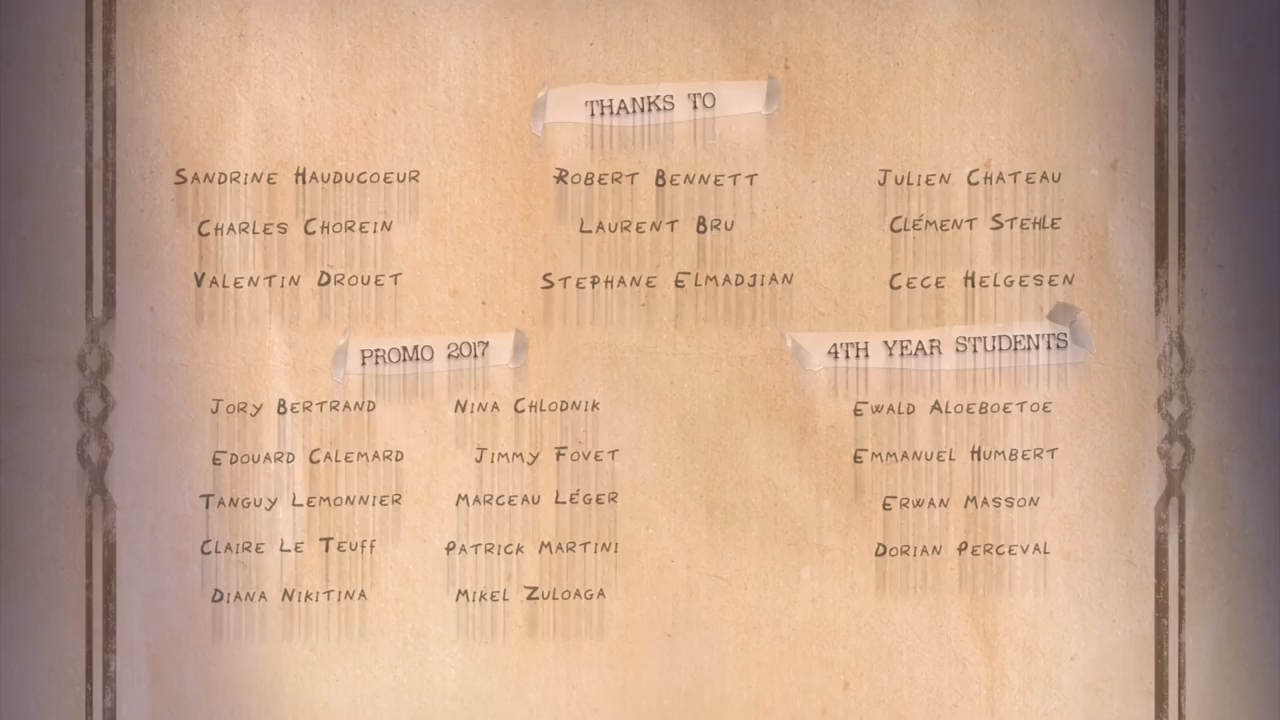 THANKS TO
SANDRINE HAUDUCOEUR ROBERT BENNETT JULIEN CHATEAU
CHARLES CHOREIN LAURENT BRU CLÉMENT STEHLE
VALENTIN DROUET STEPHANE ELMADJIAN CECE HELGESEN
PROMO 2017
JORY BERTRAND NINA CHLODNIK
EDOUARD CALEMARD JIMMY FOVET
TANGUY LEMONNIER MARCEAU LÉGER
CLAIRE LE TEUFF PATRICK MARTINI
DIANA NIKITINA MIKEL ZULOAGA
4TH YEAR STUDENTS
EWALD ALOEBOETOE
EMMANUEL HUMBERT
ERWAN MASSON
DORIAN PERCEVAL